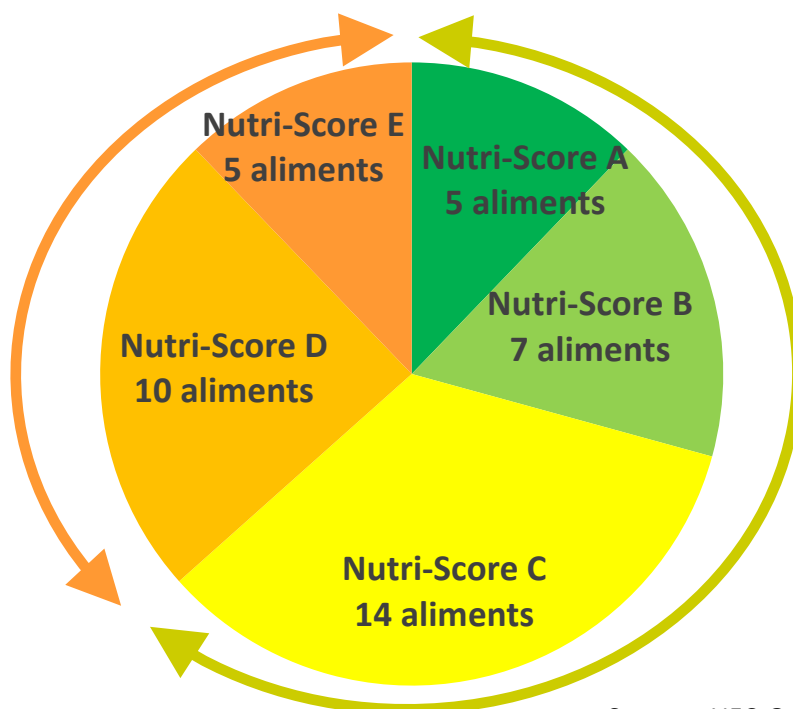 Nutri-Score E
5 aliments
Nutri-Score A
5 aliments
Nutri-Score B
7 aliments
Nutri-Score D
10 aliments
Nutri-Score C
14 aliments